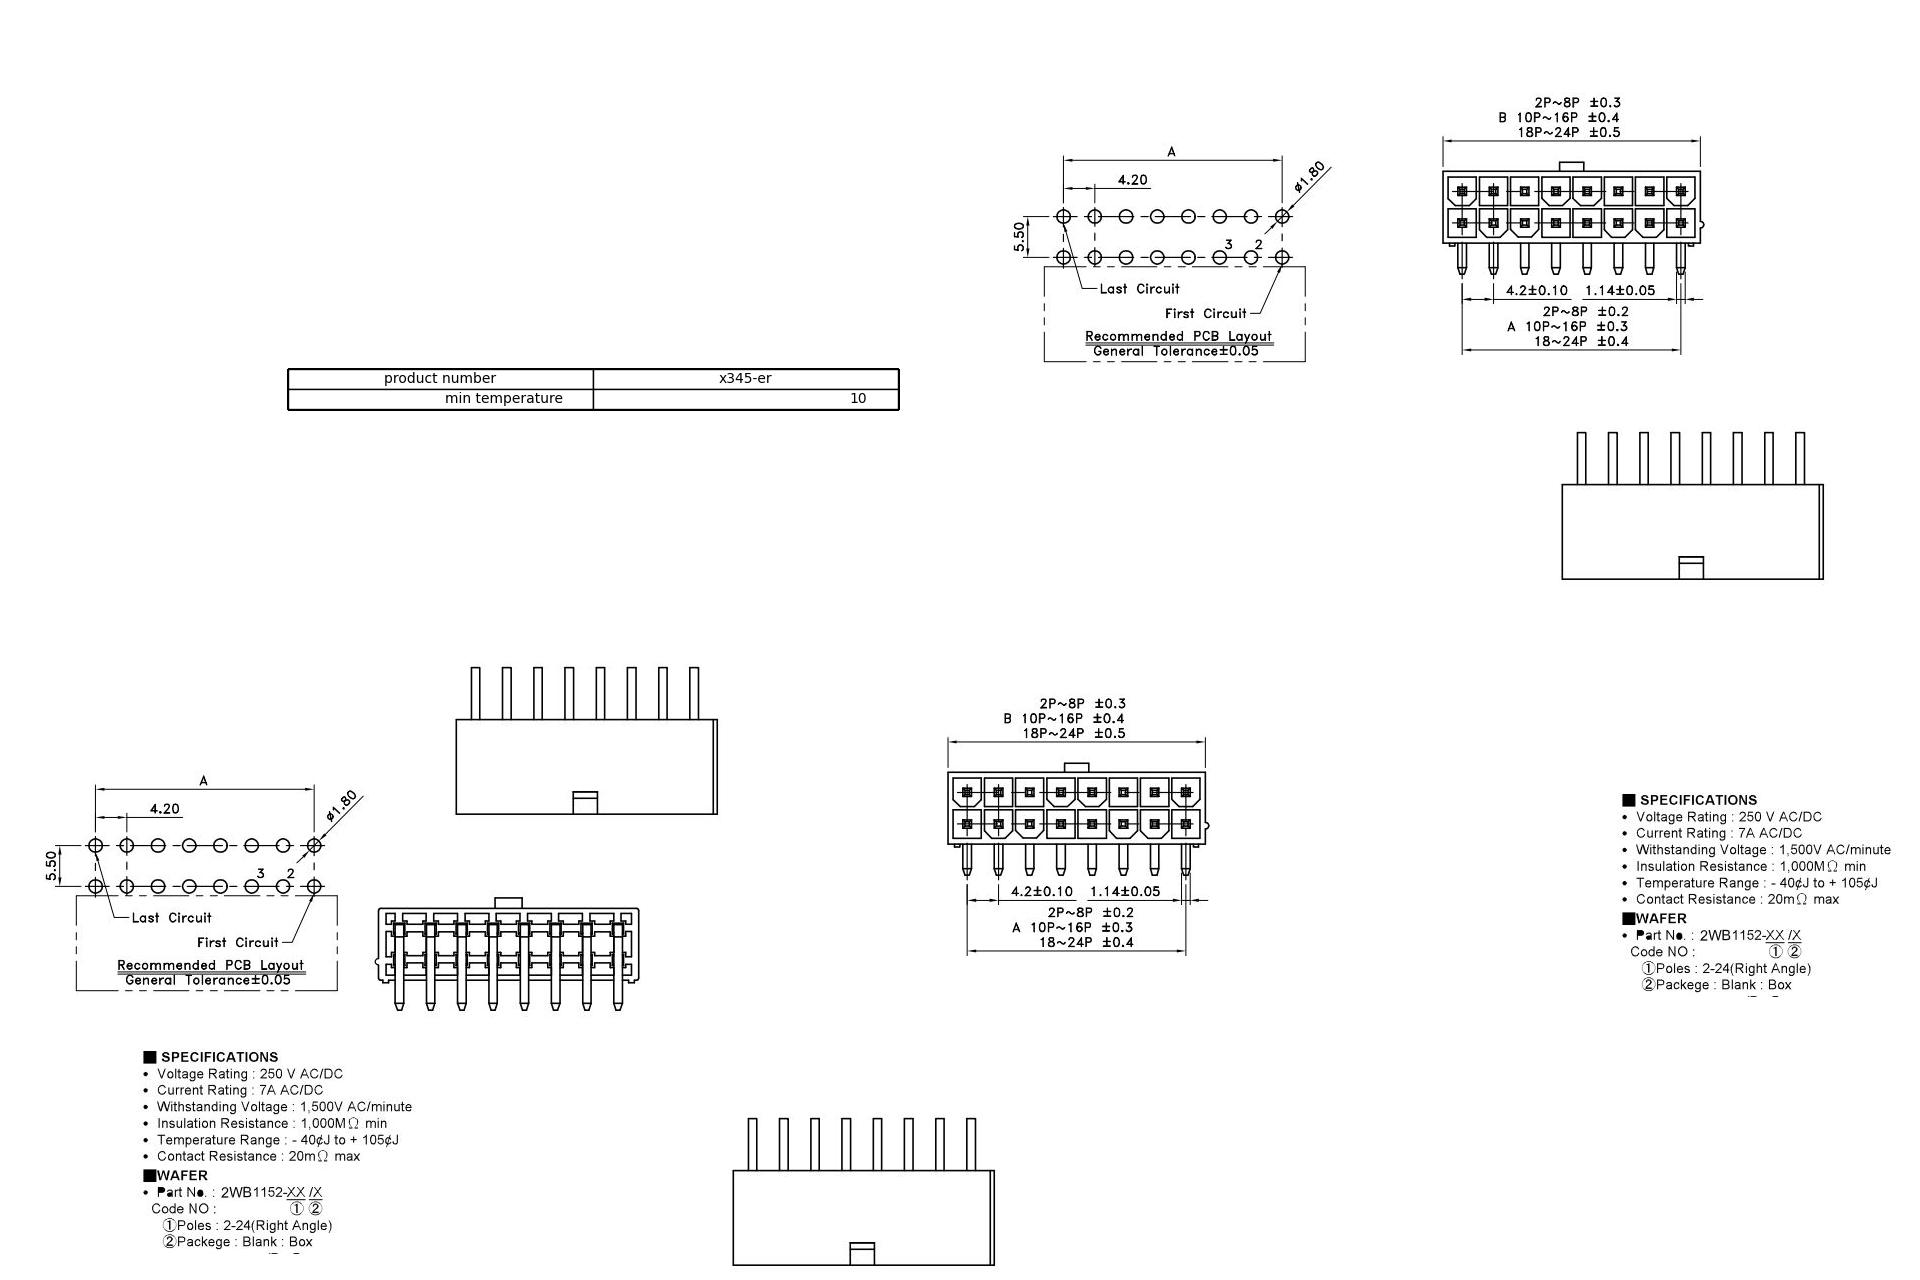 2P~8P ±0.3
B 10P~16P ±0.4
18P~24P ±0.5
A
4.20
ø1.80
5.50
3 2
Last Circuit
First Circuit
Recommended PCB Layout
General Tolerance±0.05
4.2±0.10 1.14±0.05
2P~8P ±0.2
A 10P~16P ±0.3
18~24P ±0.4
product number x345-er
min temperature 10
2P~8P ±0.3
B 10P~16P ±0.4
18P~24P ±0.5
4.2±0.10 1.14±0.05
2P~8P ±0.2
A 10P~16P ±0.3
18~24P ±0.4
A
4.20
ø1.80
5.50
3 2
Last Circuit
First Circuit
Recommended PCB Layout
General Tolerance±0.05
■ SPECIFICATIONS
• Voltage Rating : 250 V AC/DC
• Current Rating : 7A AC/DC
• Withstanding Voltage : 1,500V AC/minute
• Insulation Resistance : 1,000MΩ min
• Temperature Range : - 40¢J to + 105¢J
• Contact Resistance : 20mΩ max
■WAFER
• Part No. : 2WB1152-XX /X
Code NO : ① ②
①Poles : 2-24(Right Angle)
②Packege : Blank : Box
■ SPECIFICATIONS
• Voltage Rating : 250 V AC/DC
• Current Rating : 7A AC/DC
• Withstanding Voltage : 1,500V AC/minute
• Insulation Resistance : 1,000MΩ min
• Temperature Range : - 40¢J to + 105¢J
• Contact Resistance : 20mΩ max
■WAFER
• Part No. : 2WB1152-XX /X
Code NO : ① ②
①Poles : 2-24(Right Angle)
②Packege : Blank : Box